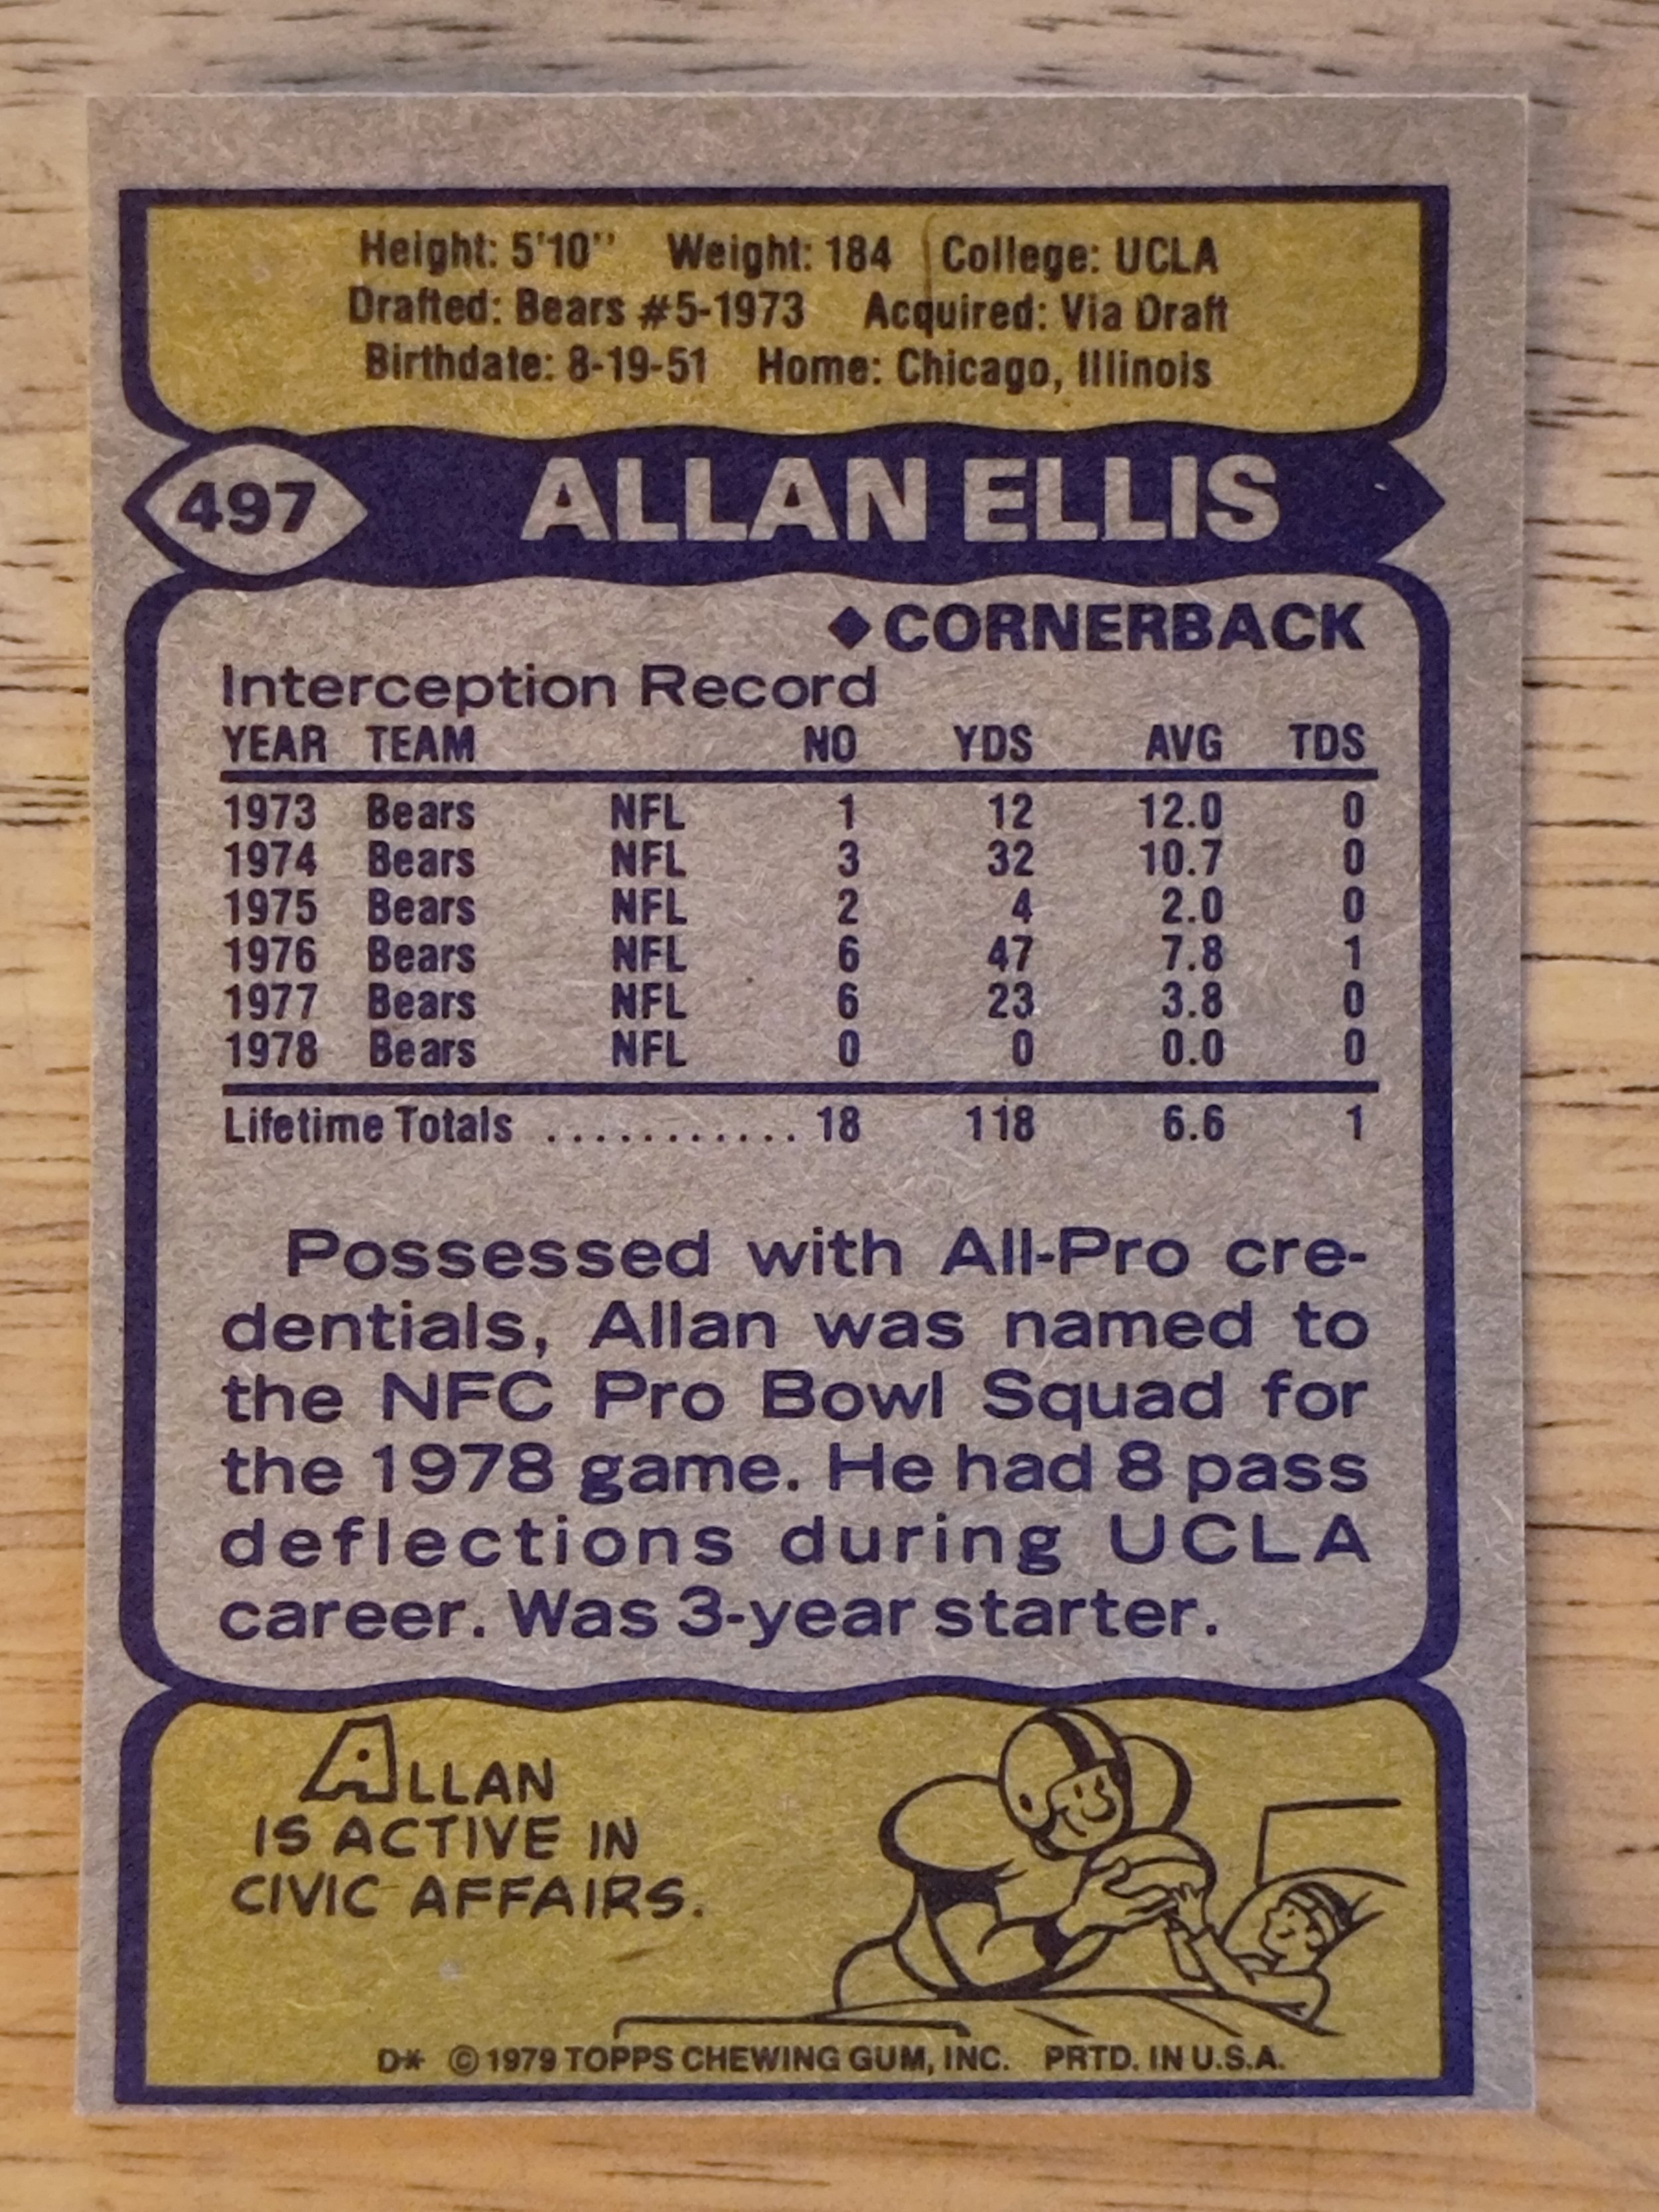 Height: 5'10'' Weight: 184 College: UCLA
Drafted: Bears #5-1973 Acquired: Via Draft
Birthdate: 8-19-51 Home: Chicago, Illinois
497 ALLAN ELLIS
◆CORNERBACK
Interception Record
YEAR TEAM NO YDS AVG TDS
1973 Bears NFL 1 12 12.0 0
1974 Bears NFL 3 32 10.7 0
1975 Bears NFL 2 4 2.0 0
1976 Bears NFL 6 47 7.8 1
1977 Bears NFL 6 23 3.8 0
1978 Bears NFL 0 0 0.0 0
Lifetime Totals ........... 18 118 6.6 1
Possessed with All-Pro cre-
dentials, Allan was named to
the NFC Pro Bowl Squad for
the 1978 game. He had 8 pass
deflections during UCLA
career. Was 3-year starter.
ALLAN
IS ACTIVE IN
CIVIC AFFAIRS.
D* © 1979 TOPPS CHEWING GUM, INC. PRTD. IN U.S.A.